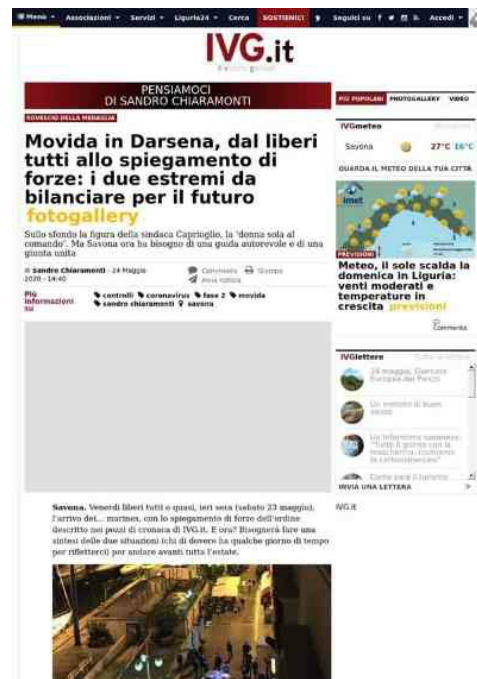 Menù Associazioni Servizi Liguria24 Cerca SOSTIENICI Seguici su Accedi
IVG.it
PENSIAMOCI
DI SANDRO CHIARAMONTI
ROVESCIO DELLA MEDAGLIA
Movida in Darsena, dal liberi
tutti allo spiegamento di
forze: i due estremi da
bilanciare per il futuro
fotogallery
Sullo sfondo la figura della sindaca Caprioglio, la "donna sola al
comando". Ma Savona ora ha bisogno di una guida autorevole e di una
giunta unita
di Sandro Chiaramonti - 24 Maggio
2020 - 14:40
Commenta Stampa
Invia notizia
Più
informazioni
su
controlli coronavirus fase 2 movida
sandro chiaramonti savona
Savona. Venerdì liberi tutti o quasi, ieri sera (sabato 23 maggio),
l'arrivo dei... marines, con lo spiegamento di forze dell'ordine
descritto nei pezzi di cronaca di IVG.it. E ora? Bisognerà fare una
sintesi delle due situazioni (chi di dovere ha qualche giorno di tempo
per rifletterci) per andare avanti tutta l'estate.
PIÙ POPOLARI PHOTOGALLERY VIDEO
IVGmeteo
Savona 27°C 16°C
GUARDA IL METEO DELLA TUA CITTÀ
imet
PREVISIONI
Meteo, il sole scalda la
domenica in Liguria:
venti moderati e
temperature in
crescita previsioni
Commenta
IVGlettere
24 maggio, Giornata
Europea dei Parchi
Un metodo di buon
senso
INVIA UNA LETTERA
IVG.it